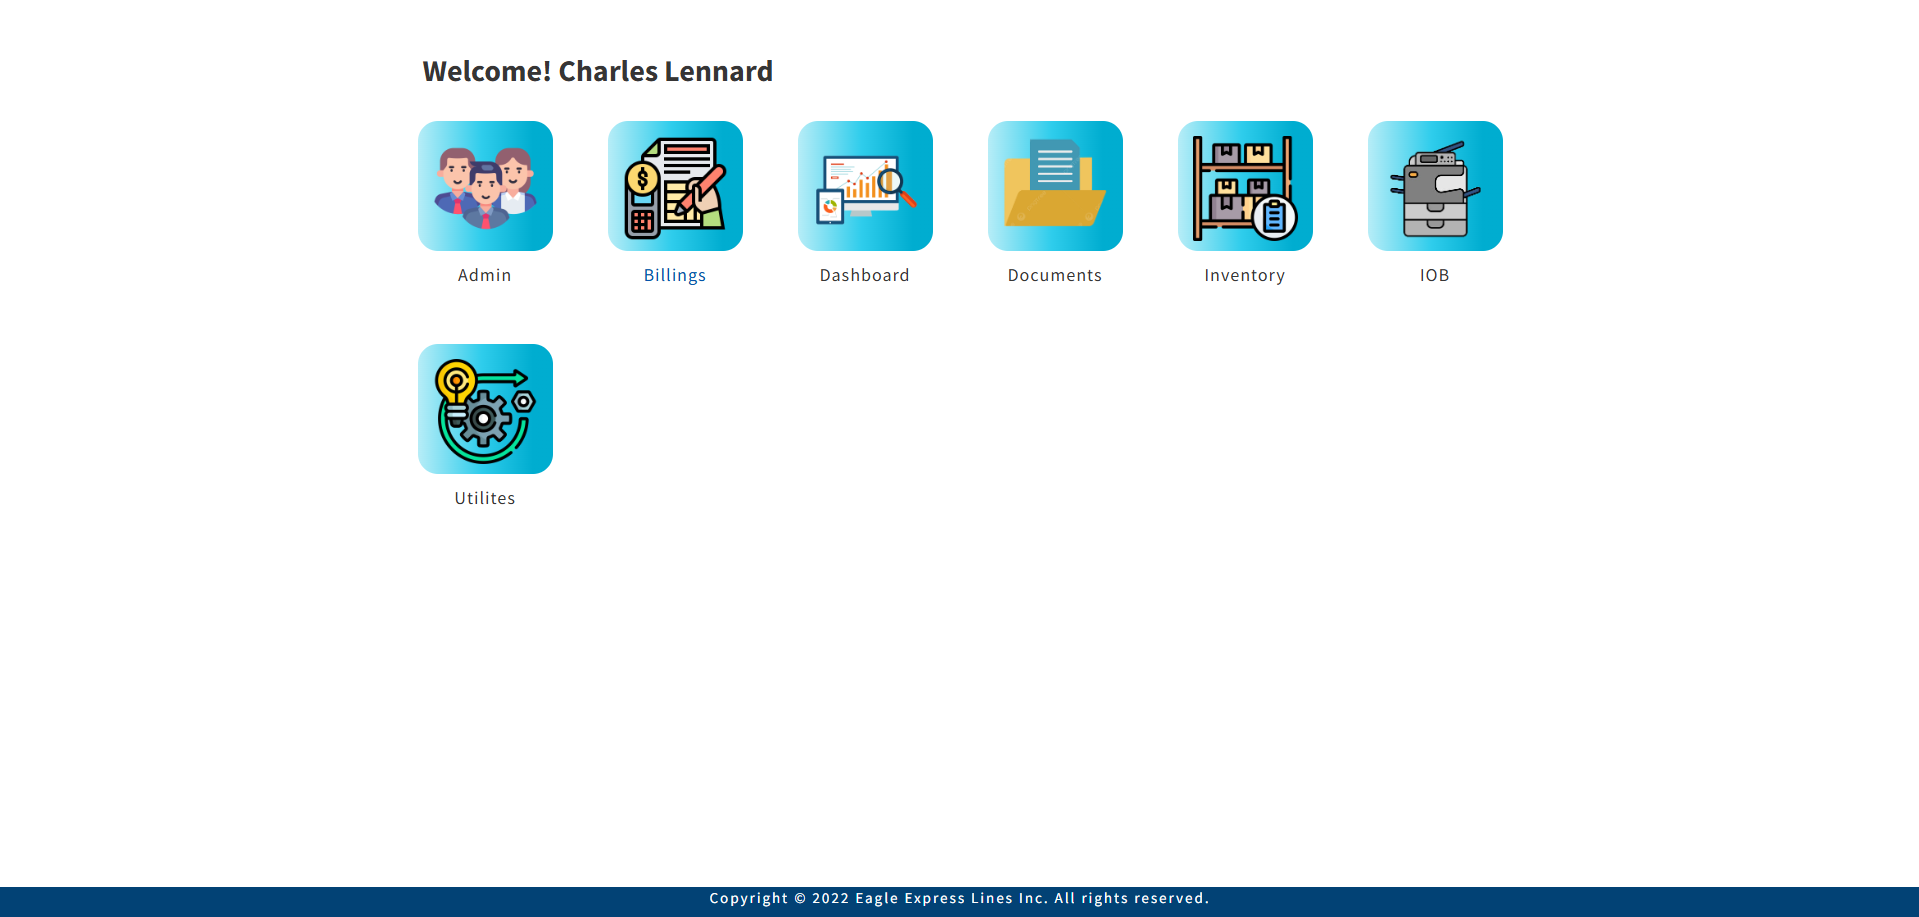 Welcome! Charles Lennard
Admin
Billings
Dashboard
Documents
Inventory
IOB
Utilites
Copyright © 2022 Eagle Express Lines Inc. All rights reserved.